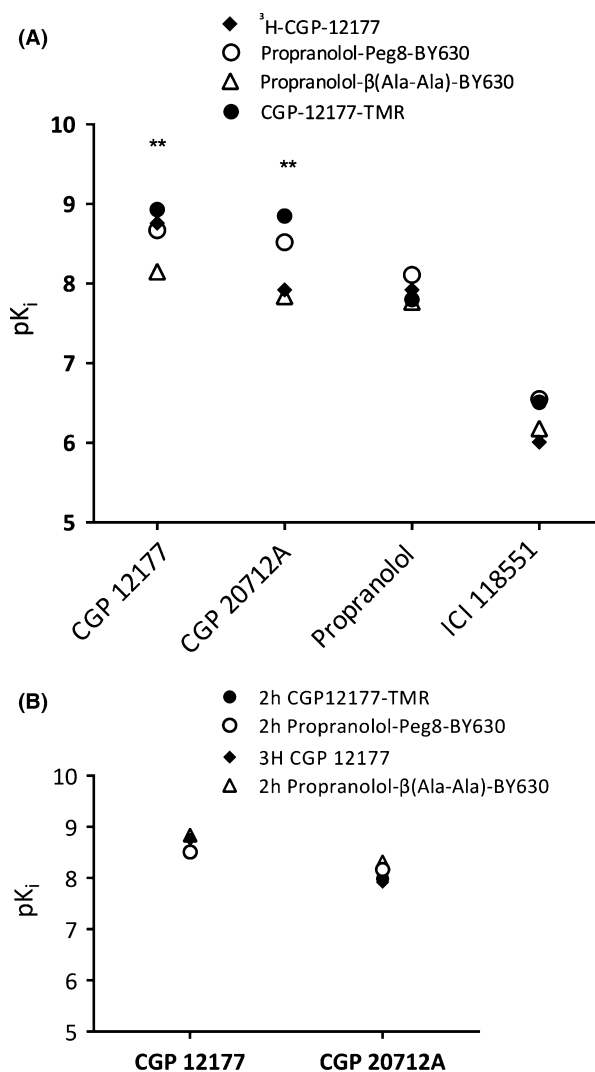 (A)
³H-CGP-12177
Propranolol-Peg8-BY630
Propranolol-β(Ala-Ala)-BY630
CGP-12177-TMR
10
9
8
7
6
5
pKi
**
**
CGP 12177
CGP 20712A
Propranolol
ICI 118551
(B)
2h CGP12177-TMR
2h Propranolol-Peg8-BY630
3H CGP 12177
2h Propranolol-β(Ala-Ala)-BY630
10
9
8
7
6
5
pKi
CGP 12177
CGP 20712A